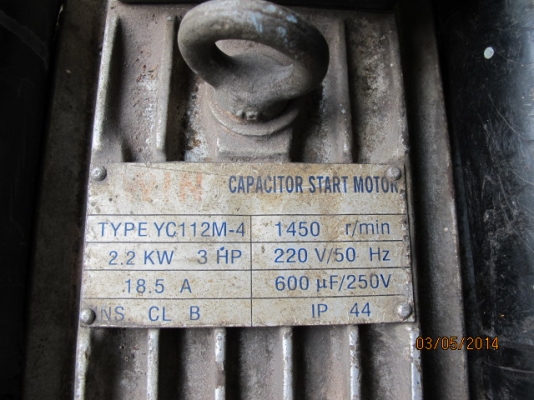 CAPACITOR START MOTOR
TYPE YC112M-4 1450 r/min
2.2 KW 3 HP 220 V/50 Hz
18.5 A 600 µF/250V
INS CL B IP 44
03/05/2014